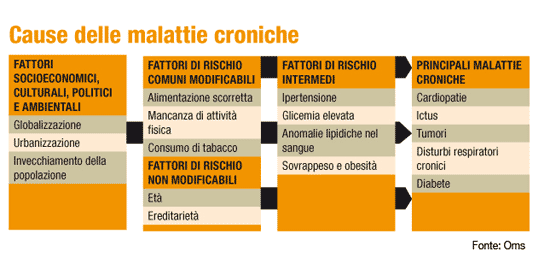 Cause delle malattie croniche
FATTORI
SOCIOECONOMICI,
CULTURALI, POLITICI
E AMBIENTALI
Globalizzazione
Urbanizzazione
Invecchiamento della
popolazione
FATTORI DI RISCHIO
COMUNI MODIFICABILI
Alimentazione scorretta
Mancanza di attività
fisica
Consumo di tabacco
FATTORI DI RISCHIO
NON MODIFICABILI
Età
Ereditarietà
FATTORI DI RISCHIO
INTERMEDI
Ipertensione
Glicemia elevata
Anomalie lipidiche nel
sangue
Sovrappeso e obesità
PRINCIPALI MALATTIE
CRONICHE
Cardiopatie
Ictus
Tumori
Disturbi respiratori
cronici
Diabete
Fonte: Oms